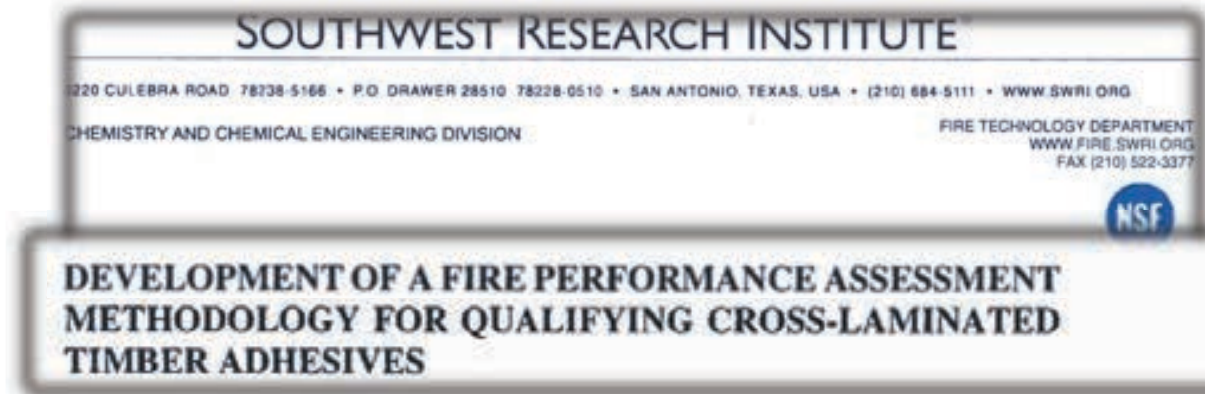 SOUTHWEST RESEARCH INSTITUTE®
220 CULEBRA ROAD 78238-5166 • P.O. DRAWER 28510 78228-0510 • SAN ANTONIO, TEXAS, USA • (210) 684-5111 • WWW.SWRI.ORG
CHEMISTRY AND CHEMICAL ENGINEERING DIVISION
FIRE TECHNOLOGY DEPARTMENT
WWW.FIRE.SWRI.ORG
FAX (210) 522-3377
NSF
DEVELOPMENT OF A FIRE PERFORMANCE ASSESSMENT
METHODOLOGY FOR QUALIFYING CROSS-LAMINATED
TIMBER ADHESIVES